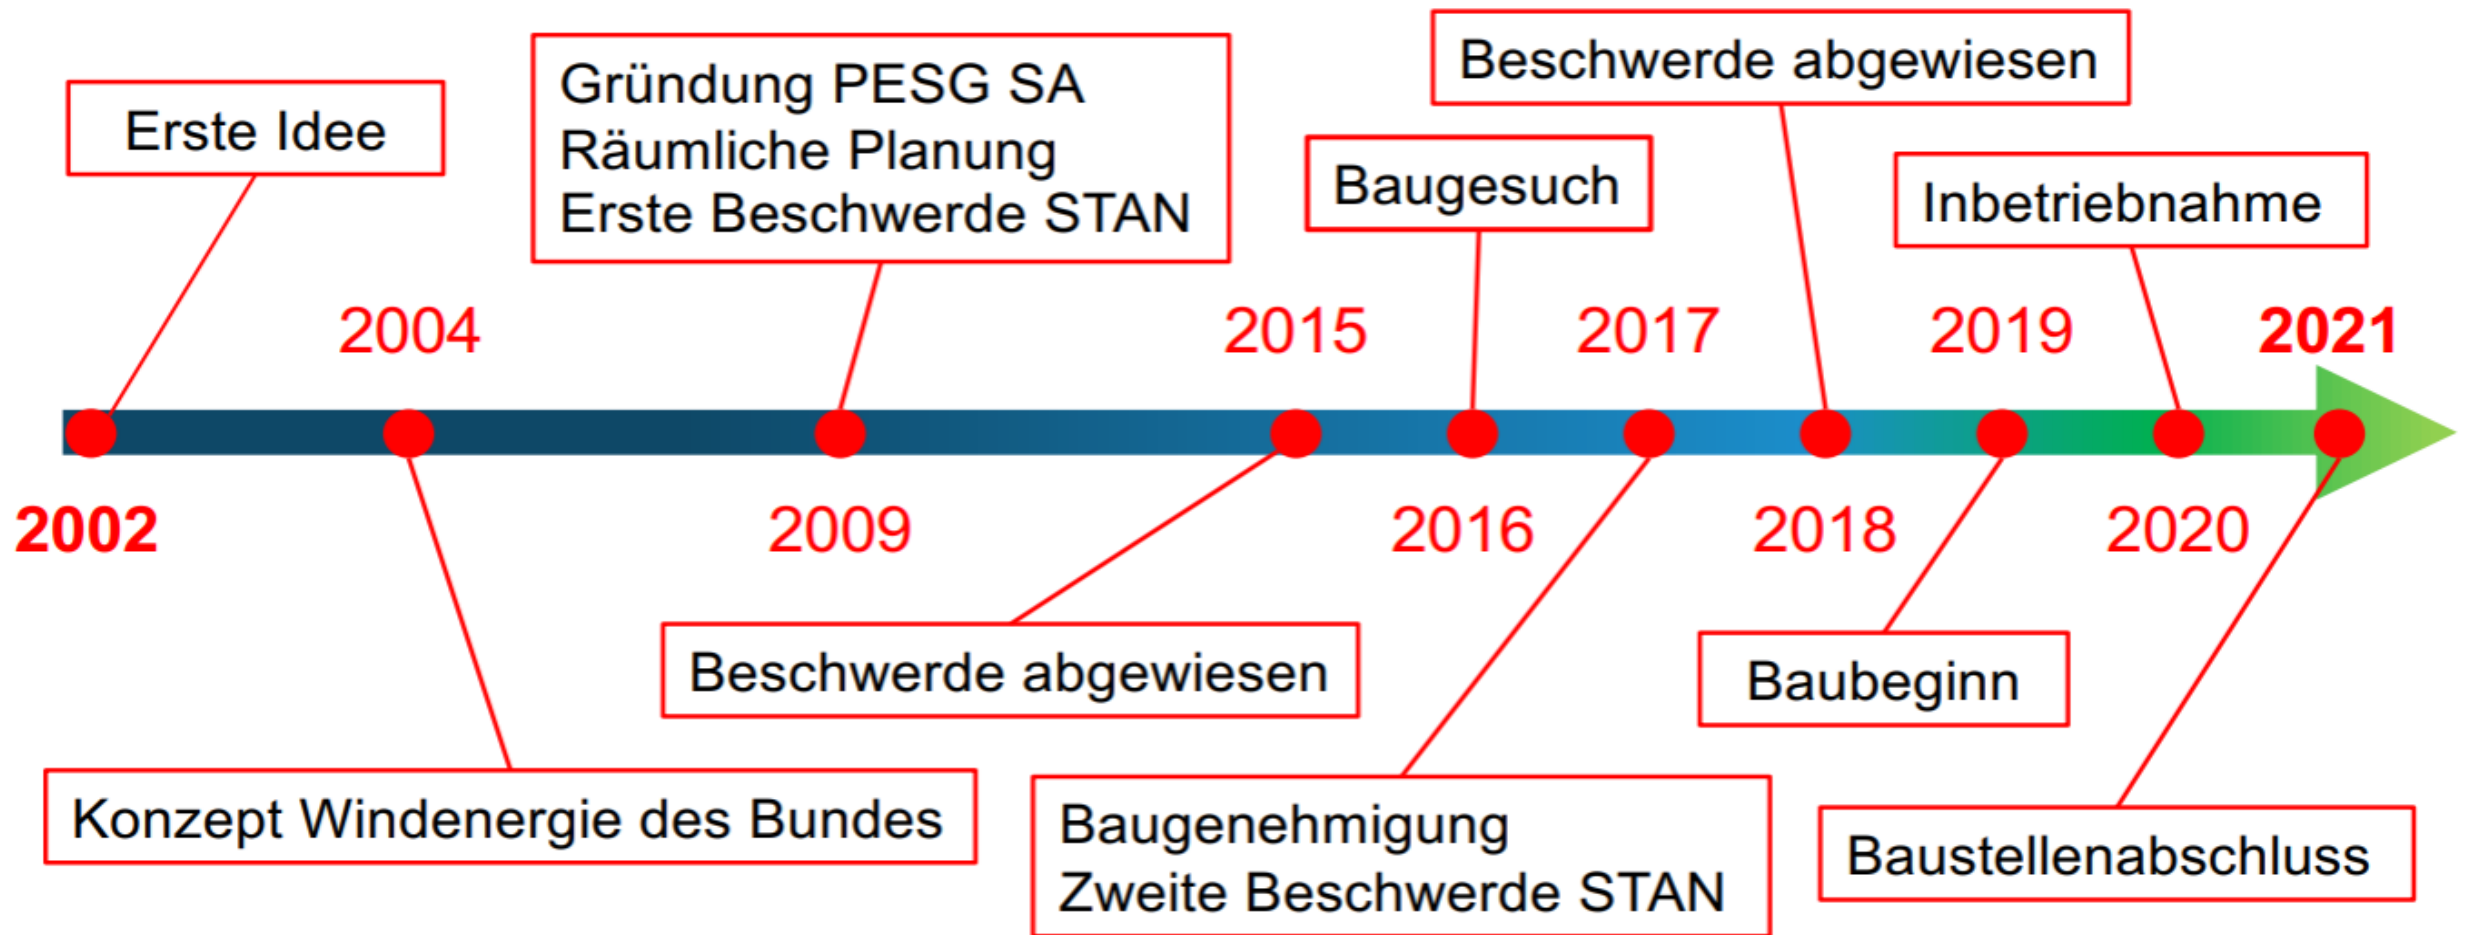 Beschwerde abgewiesen
Gründung PESG SA
Räumliche Planung
Erste Beschwerde STAN
Erste Idee
Baugesuch
Inbetriebnahme
2004
2015
2017
2019
2021
2002
2009
2016
2018
2020
Beschwerde abgewiesen
Baubeginn
Konzept Windenergie des Bundes
Baugenehmigung
Zweite Beschwerde STAN
Baustellenabschluss